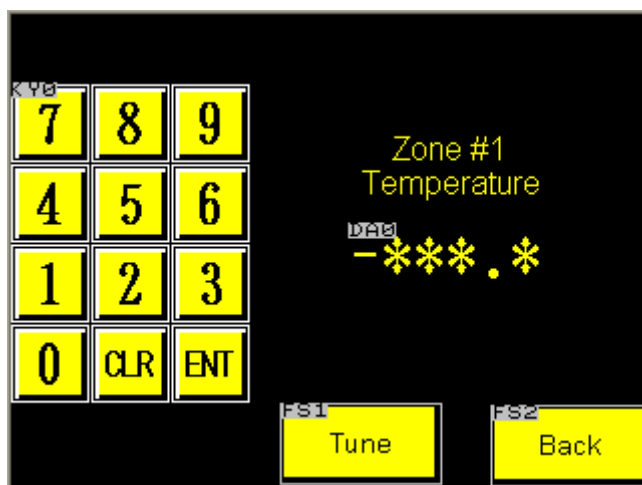 KY0
7 8 9
4 5 6
1 2 3
0 CLR ENT
Zone #1
Temperature
DA0
-***.*
FS1
Tune
FS2
Back